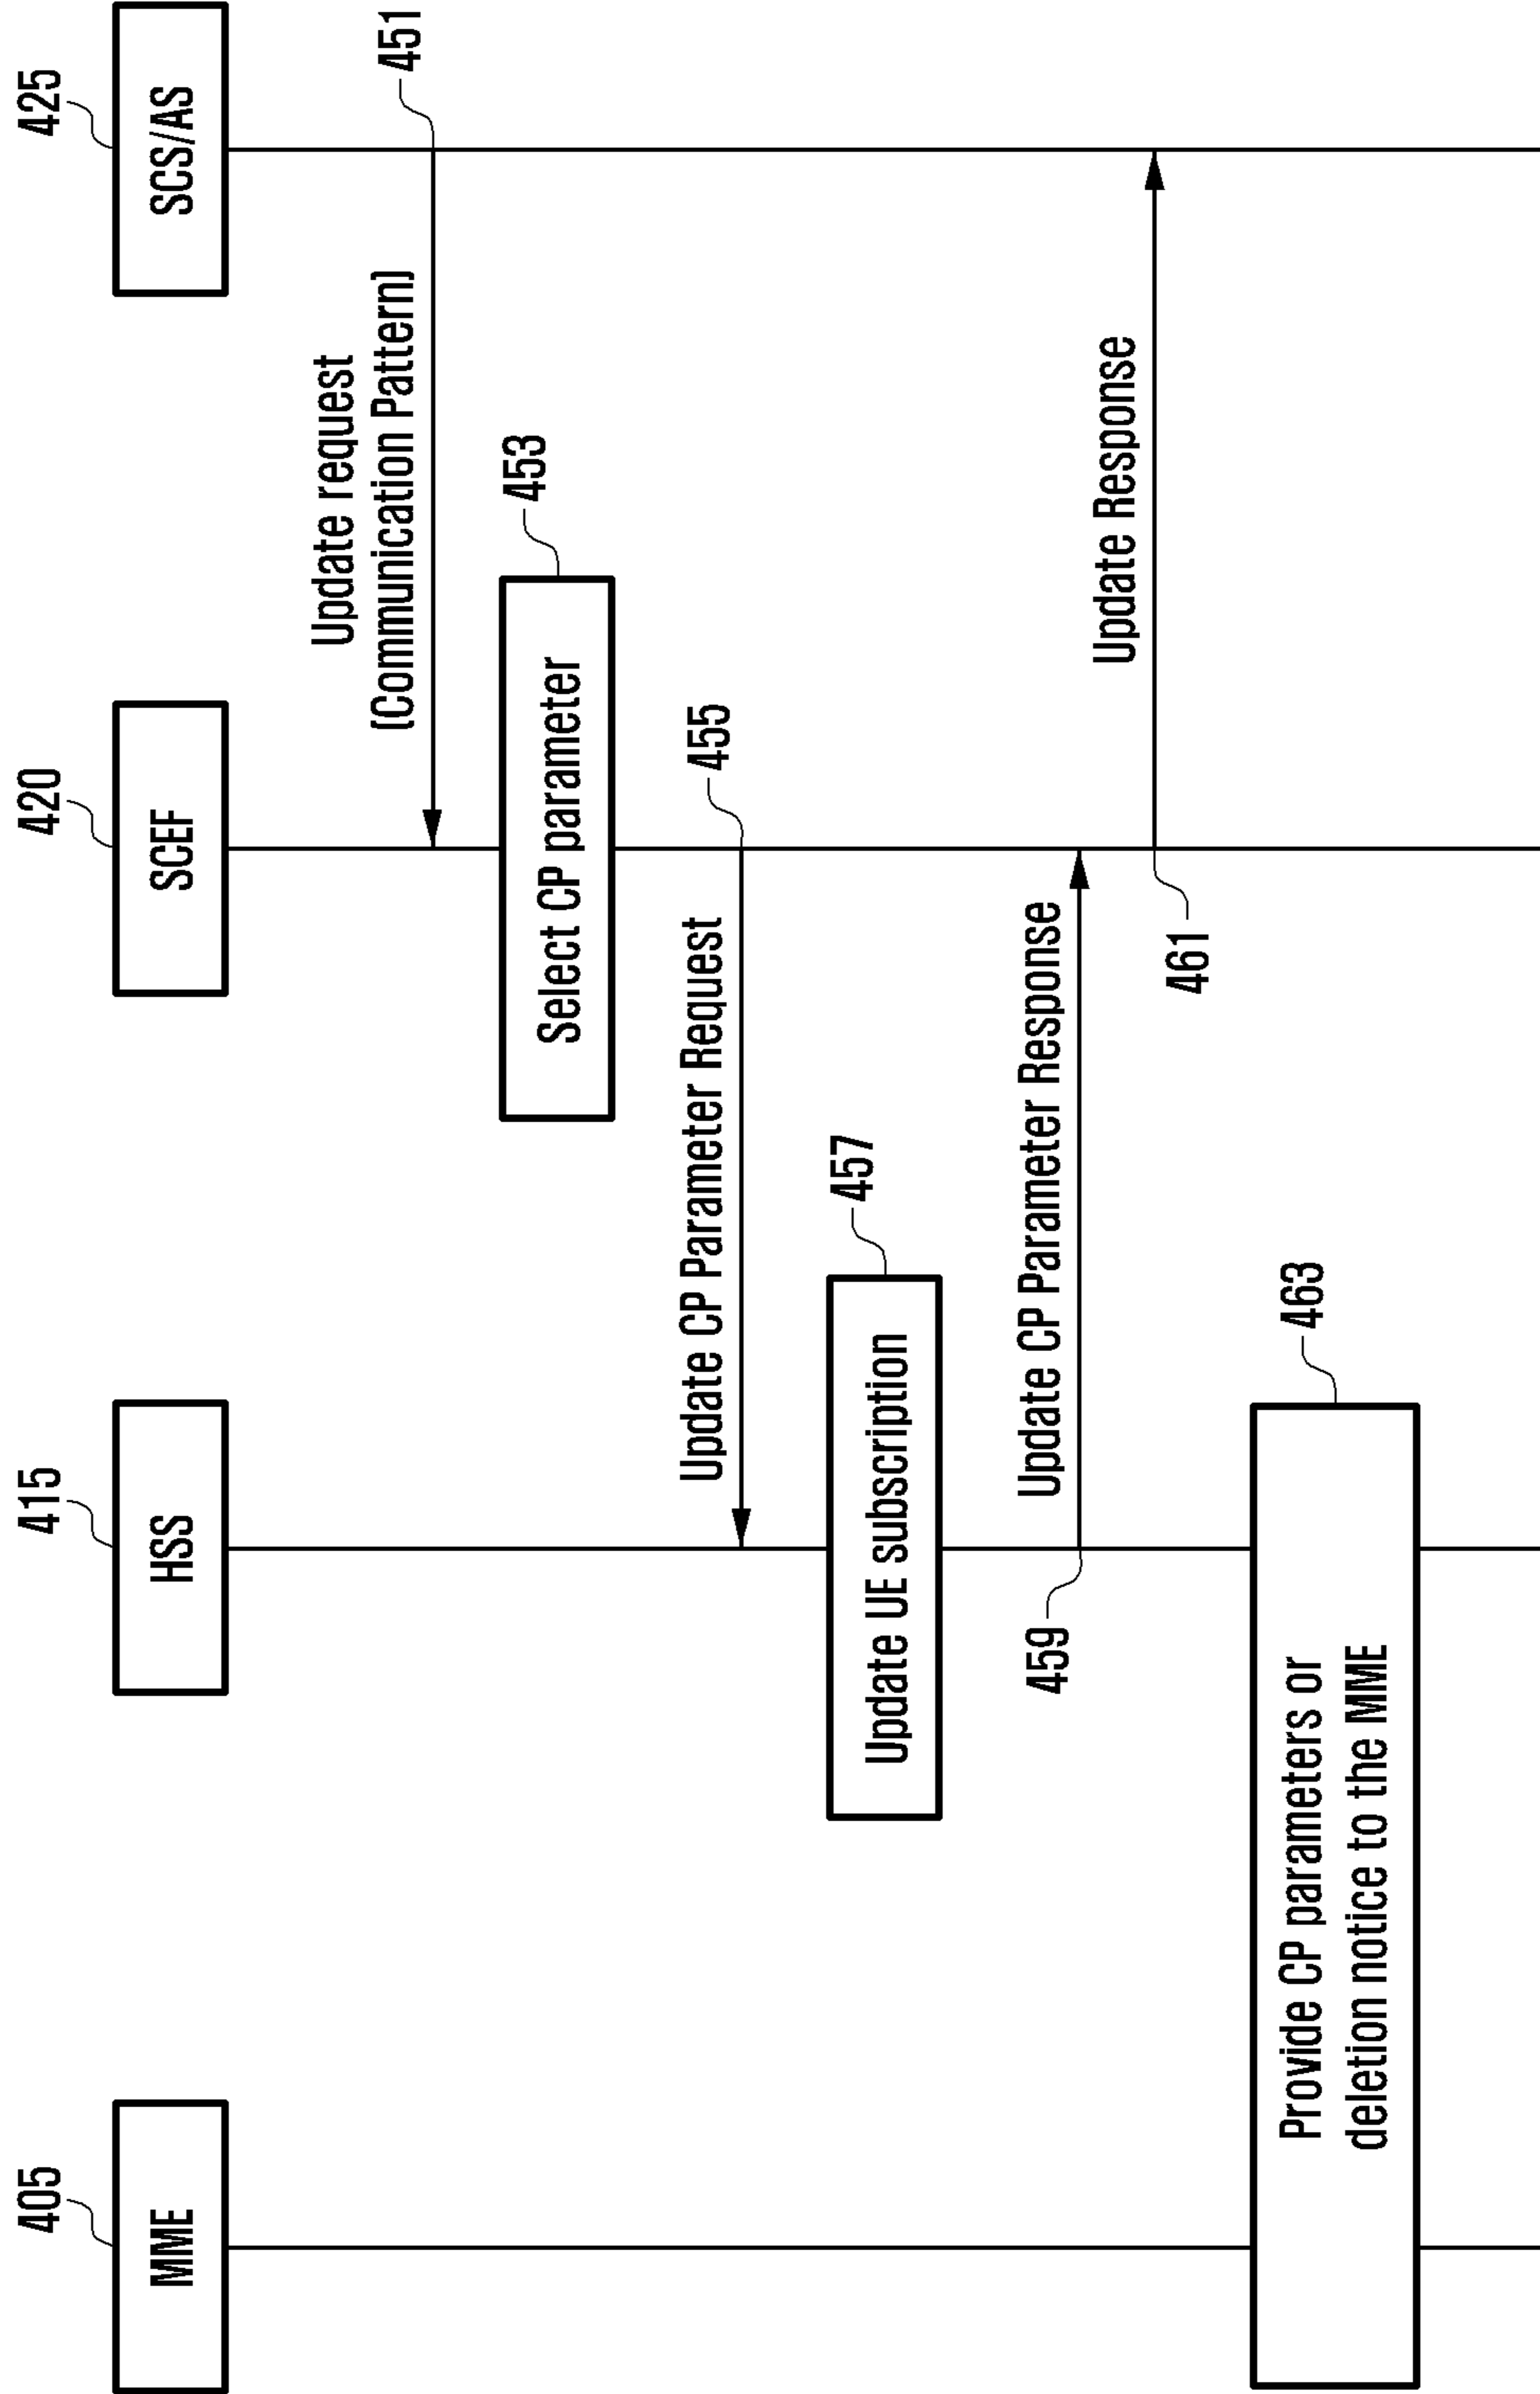 405
415
420
425
MME
HSS
SCEF
SCS/AS
Update request
(Communication Pattern)
451
Select CP parameter
453
Update CP Parameter Request
455
Update UE subscription
457
Update CP Parameter Response
459
Update Response
461
Provide CP parameters or
deletion notice to the MME
463